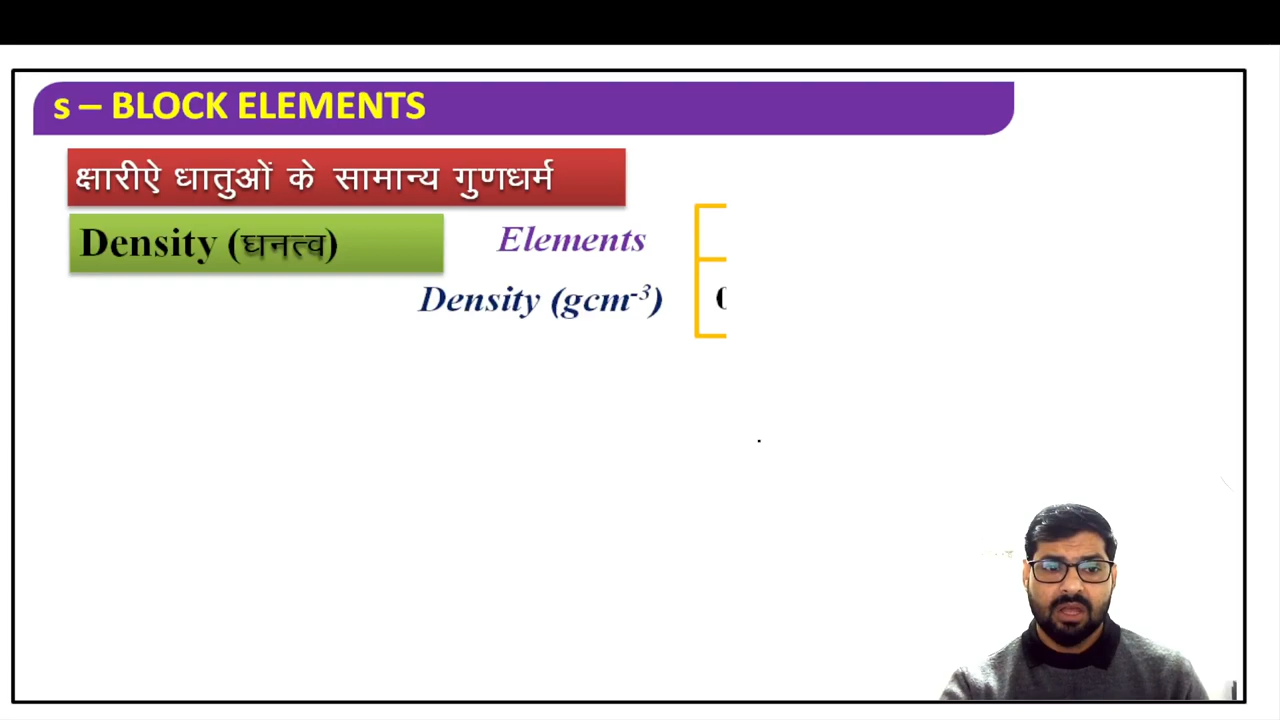 s – BLOCK ELEMENTS
क्षारीऐ धातुओं के सामान्य गुणधर्म
Density (घनत्व)
Elements
Density (gcm⁻³)